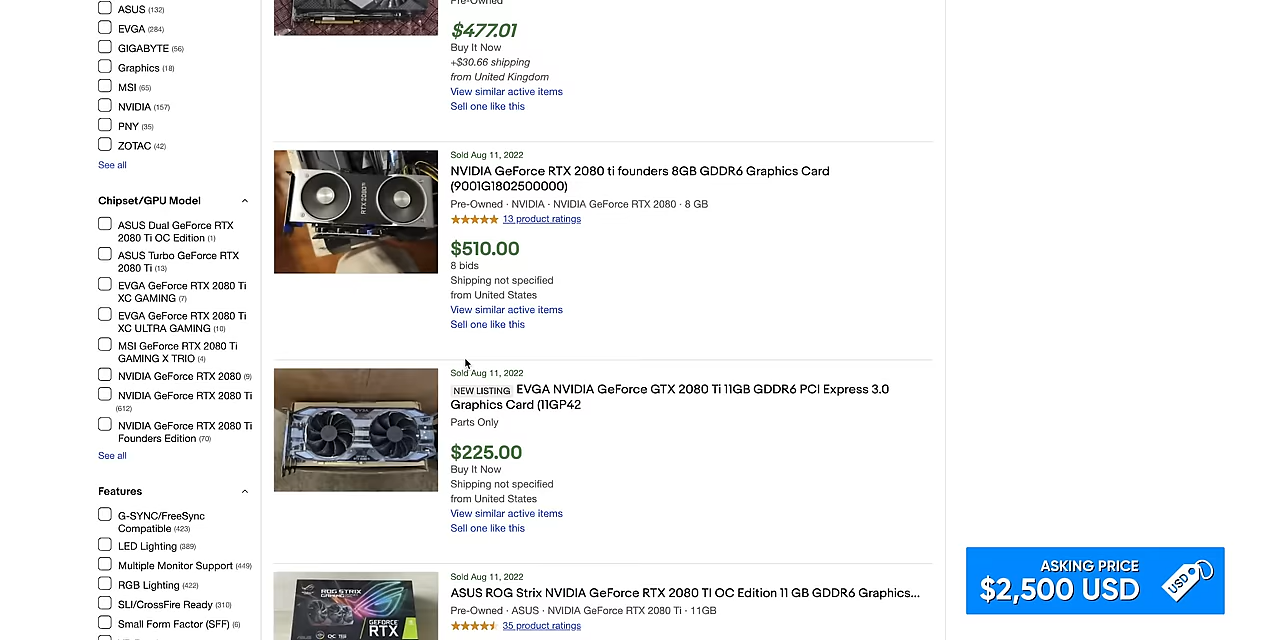 ASUS (132)
EVGA (284)
GIGABYTE (56)
Graphics (18)
MSI (65)
NVIDIA (157)
PNY (35)
ZOTAC (42)
See all
Chipset/GPU Model
ASUS Dual GeForce RTX
2080 Ti OC Edition (1)
ASUS Turbo GeForce RTX
2080 Ti (13)
EVGA GeForce RTX 2080 Ti
XC GAMING (7)
EVGA GeForce RTX 2080 Ti
XC ULTRA GAMING (10)
MSI GeForce RTX 2080 Ti
GAMING X TRIO (4)
NVIDIA GeForce RTX 2080 (9)
NVIDIA GeForce RTX 2080 Ti
(612)
NVIDIA GeForce RTX 2080 Ti
Founders Edition (70)
See all
Features
G-SYNC/FreeSync
Compatible (423)
LED Lighting (389)
Multiple Monitor Support (449)
RGB Lighting (422)
SLI/CrossFire Ready (310)
Small Form Factor (SFF) (6)
Pre-Owned
$477.01
Buy It Now
+$30.66 shipping
from United Kingdom
View similar active items
Sell one like this
Sold Aug 11, 2022
NVIDIA GeForce RTX 2080 ti founders 8GB GDDR6 Graphics Card
(9001G1802500000)
Pre-Owned · NVIDIA · NVIDIA GeForce RTX 2080 · 8 GB
13 product ratings
$510.00
8 bids
Shipping not specified
from United States
View similar active items
Sell one like this
RTX 2080 Ti
Sold Aug 11, 2022
NEW LISTING EVGA NVIDIA GeForce GTX 2080 Ti 11GB GDDR6 PCI Express 3.0
Graphics Card (11GP42
Parts Only
$225.00
Buy It Now
Shipping not specified
from United States
View similar active items
Sell one like this
Sold Aug 11, 2022
ASUS ROG Strix NVIDIA GeForce RTX 2080 TI OC Edition 11 GB GDDR6 Graphics...
Pre-Owned · ASUS · NVIDIA GeForce RTX 2080 Ti · 11GB
35 product ratings
ROG STRIX
GEFORCE
RTX
ASKING PRICE
$2,500 USD
USD